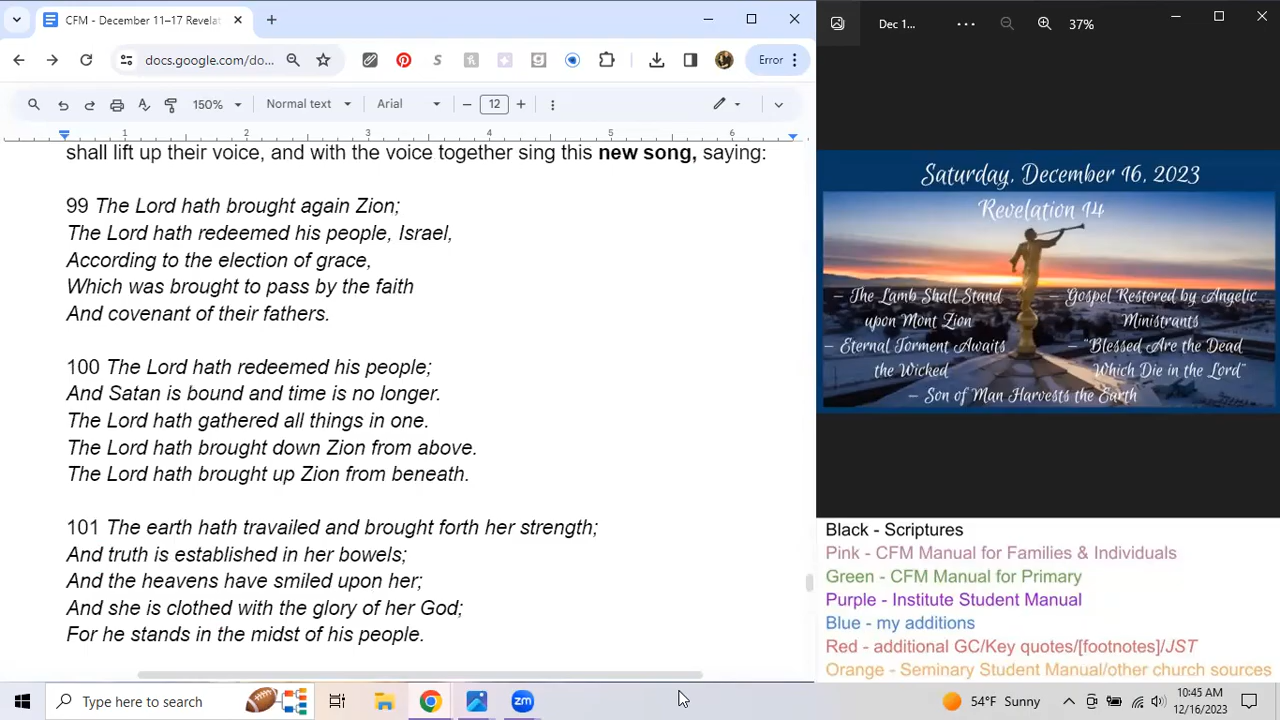 CFM - December 11–17 Revelat
docs.google.com/do...
Error
150%
Normal text
Arial
12
1
2
3
4
5
6
shall lift up their voice, and with the voice together sing this new song, saying:
99 The Lord hath brought again Zion;
The Lord hath redeemed his people, Israel,
According to the election of grace,
Which was brought to pass by the faith
And covenant of their fathers.
100 The Lord hath redeemed his people;
And Satan is bound and time is no longer.
The Lord hath gathered all things in one.
The Lord hath brought down Zion from above.
The Lord hath brought up Zion from beneath.
101 The earth hath travailed and brought forth her strength;
And truth is established in her bowels;
And the heavens have smiled upon her;
And she is clothed with the glory of her God;
For he stands in the midst of his people.
Dec 1...
37%
Saturday, December 16, 2023
Revelation 14
– The Lamb Shall Stand
upon Mont Zion
– Eternal Torment Awaits
the Wicked
– Gospel Restored by Angelic
Ministrants
– "Blessed Are the Dead
Which Die in the Lord"
– Son of Man Harvests the Earth
Black - Scriptures
Pink - CFM Manual for Families & Individuals
Green - CFM Manual for Primary
Purple - Institute Student Manual
Blue - my additions
Red - additional GC/Key quotes/[footnotes]/JST
Orange - Seminary Student Manual/other church sources
Type here to search
zm
54°F Sunny
10:45 AM
12/16/2023